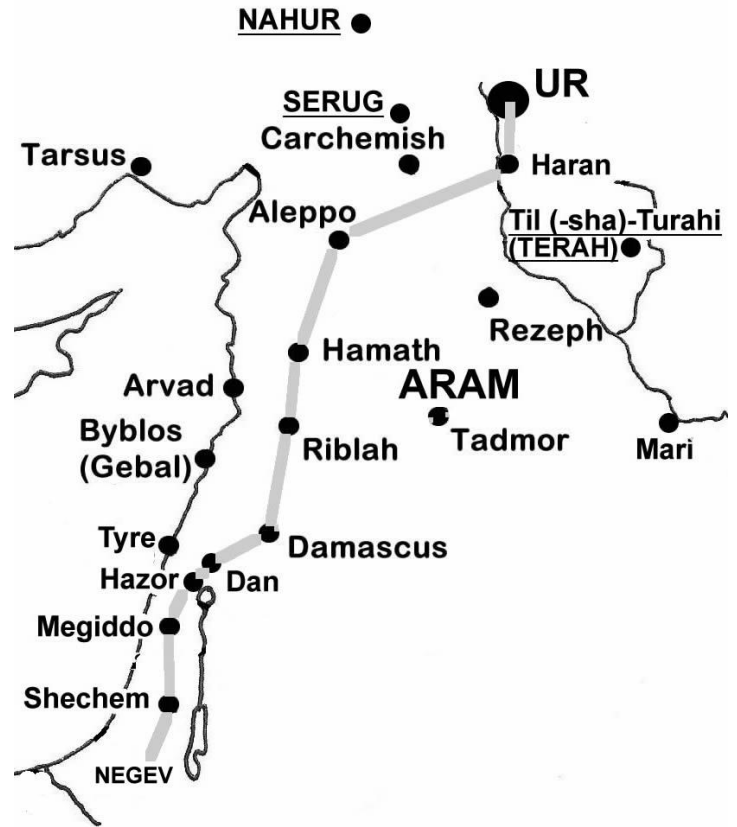 NAHUR
UR
SERUG
Carchemish
Tarsus
Haran
Aleppo
Til (-sha)-Turahi
(TERAH)
Rezeph
Hamath
ARAM
Arvad
Tadmor
Byblos
(Gebal)
Riblah
Mari
Tyre
Damascus
Hazor
Dan
Megiddo
Shechem
NEGEV